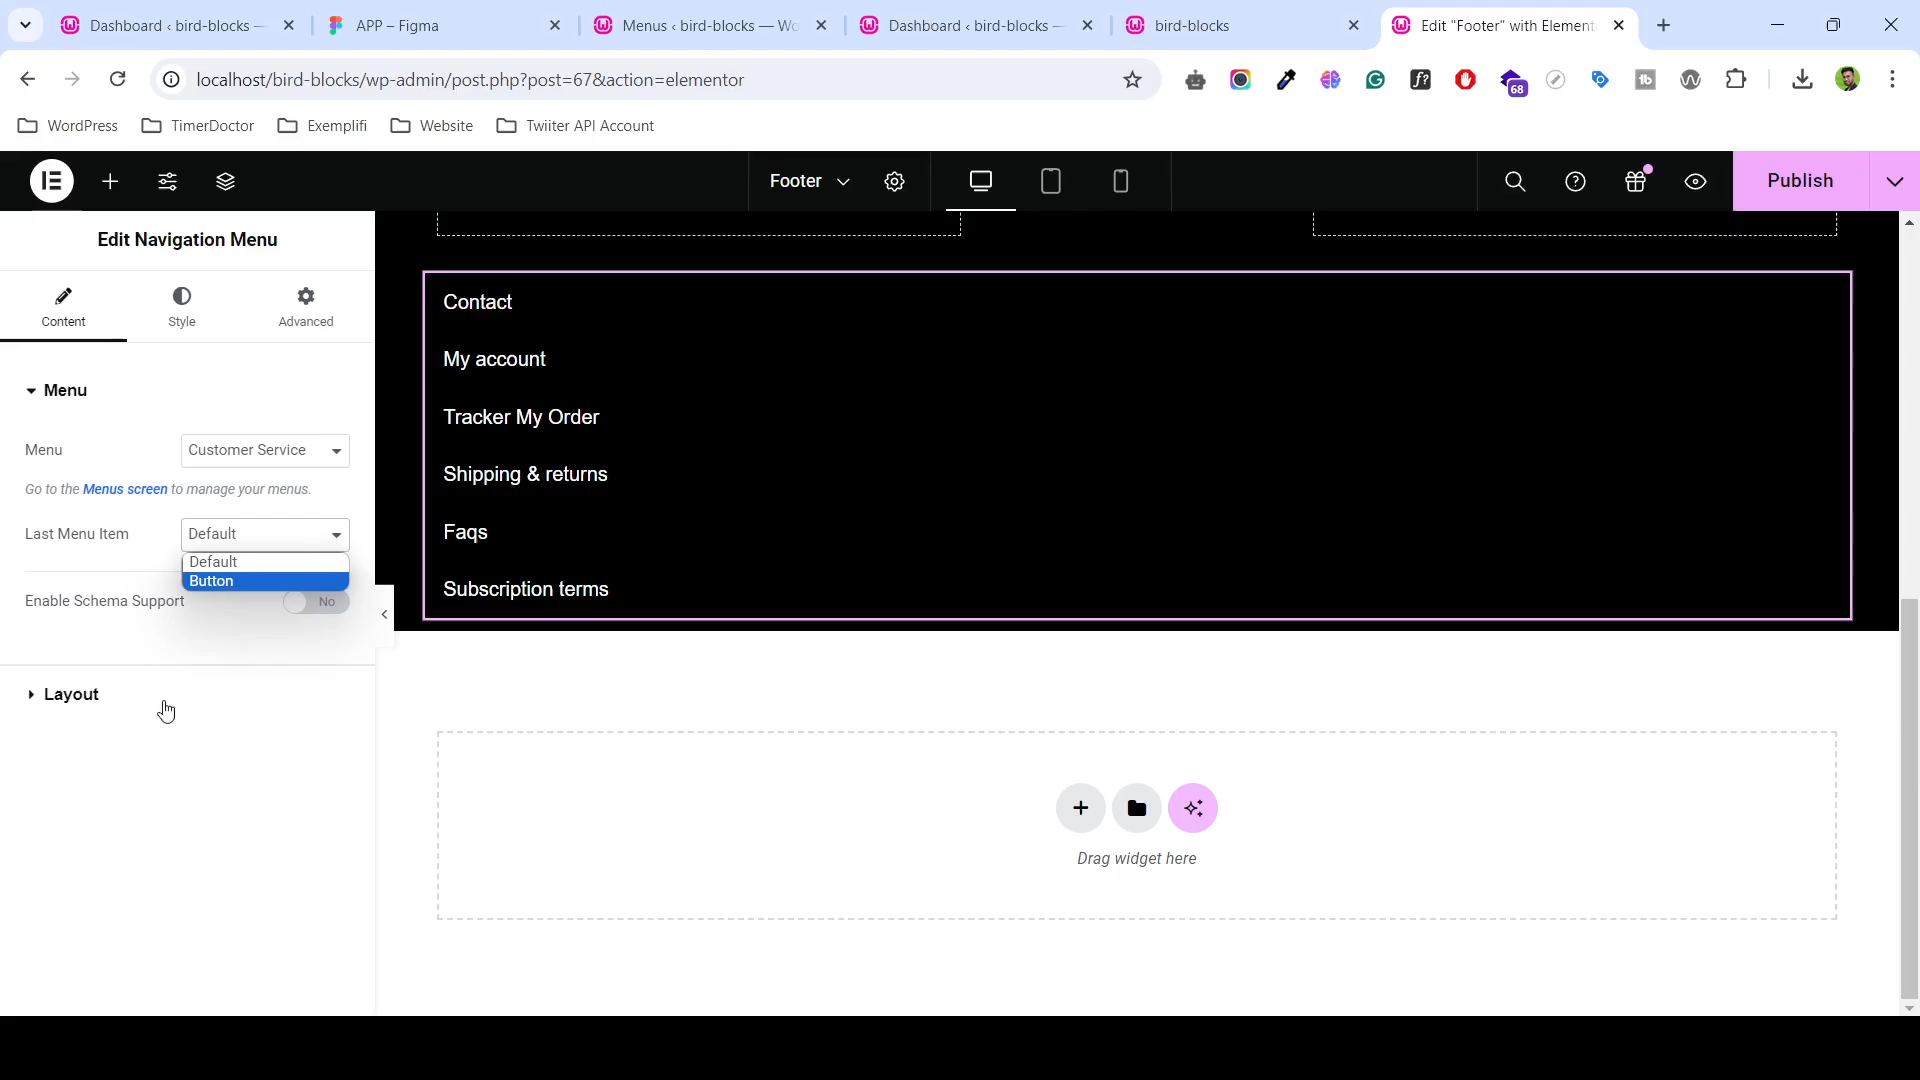 Dashboard ‹ bird-blocks —
APP – Figma
Menus ‹ bird-blocks — Wo
Dashboard ‹ bird-blocks —
bird-blocks
Edit "Footer" with Element
localhost/bird-blocks/wp-admin/post.php?post=67&action=elementor
68
WordPress
TimerDoctor
Exemplifi
Website
Twiiter API Account
Footer
Publish
Edit Navigation Menu
Content
Style
Advanced
Menu
Menu
Customer Service
Go to the Menus screen to manage your menus.
Last Menu Item
Default
Default
Button
Enable Schema Support
No
Layout
Contact
My account
Tracker My Order
Shipping & returns
Faqs
Subscription terms
Drag widget here